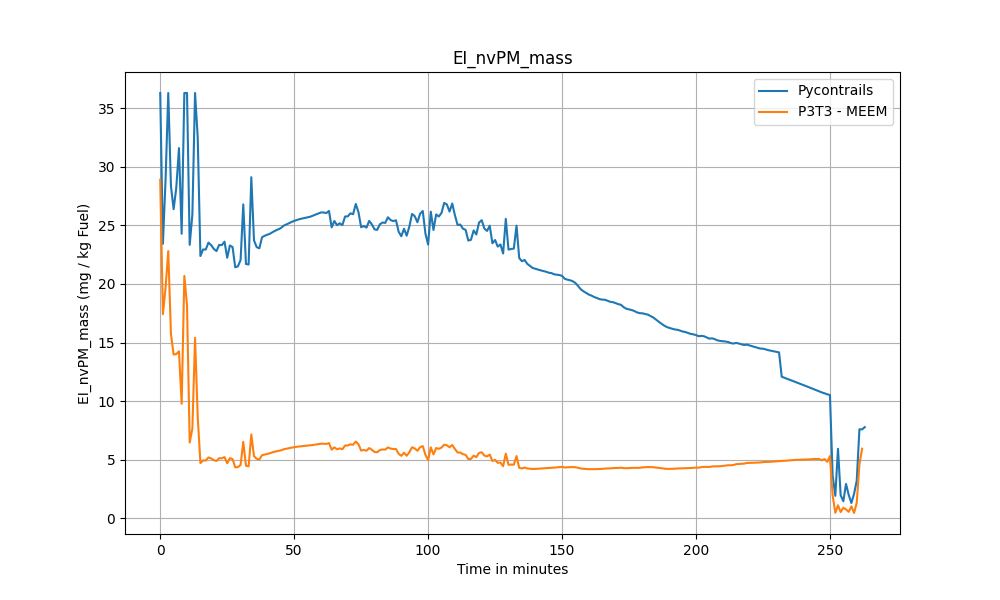 EI_nvPM_mass
Pycontrails
P3T3 - MEEM
EI_nvPM_mass (mg / kg Fuel)
35
30
25
20
15
10
5
0
0 50 100 150 200 250
Time in minutes